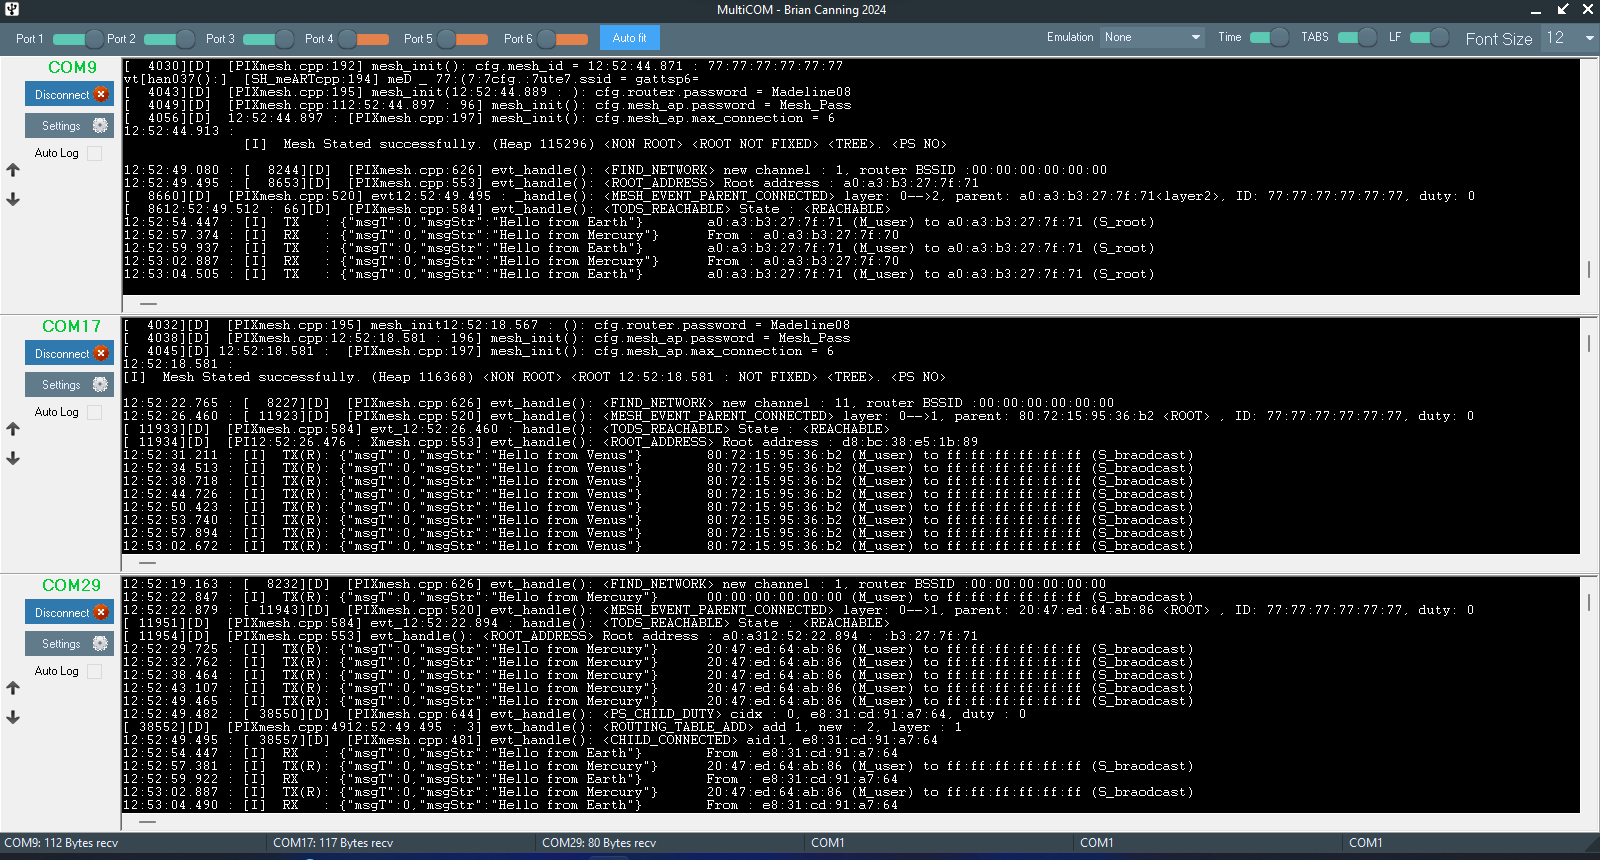 MultiCOM - Brian Canning 2024
Port 1 Port 2 Port 3 Port 4 Port 5 Port 6 Auto fit Emulation None Time TABS LF Font Size 12
COM9
Disconnect
Settings
Auto Log
[  4030][D]  [PIXmesh.cpp:192] mesh_init(): cfg.mesh_id = 12:52:44.871 : 77:77:77:77:77:77
vt[han037():]  [SH_meARTcpp:194] meD _ 77:(7:7cfg.:7ute7.ssid = gattsp6=
[  4043][D]  [PIXmesh.cpp:195] mesh_init(12:52:44.889 : ): cfg.router.password = Madeline08
[  4049][D]  [PIXmesh.cpp:112:52:44.897 : 96] mesh_init(): cfg.mesh_ap.password = Mesh_Pass
[  4056][D]  12:52:44.897 : [PIXmesh.cpp:197] mesh_init(): cfg.mesh_ap.max_connection = 6
12:52:44.913 :
[I]  Mesh Stated successfully. (Heap 115296) <NON ROOT> <ROOT NOT FIXED> <TREE>. <PS NO>
12:52:49.080 : [  8244][D]  [PIXmesh.cpp:626] evt_handle(): <FIND_NETWORK> new channel : 1, router BSSID :00:00:00:00:00:00
12:52:49.495 : [  8653][D]  [PIXmesh.cpp:553] evt_handle(): <ROOT_ADDRESS> Root address : a0:a3:b3:27:7f:71
[  8660][D]  [PIXmesh.cpp:520] evt12:52:49.495 : _handle(): <MESH_EVENT_PARENT_CONNECTED> layer: 0-->2, parent: a0:a3:b3:27:7f:71<layer2>, ID: 77:77:77:77:77:77, duty: 0
[  8612:52:49.512 : 66][D]  [PIXmesh.cpp:584] evt_handle(): <TODS_REACHABLE> State : <REACHABLE>
12:52:54.447 : [I]  TX   : {"msgT":0,"msgStr":"Hello from Earth"}        a0:a3:b3:27:7f:71 (M_user) to a0:a3:b3:27:7f:71 (S_root)
12:52:57.374 : [I]  RX   : {"msgT":0,"msgStr":"Hello from Mercury"}      From : a0:a3:b3:27:7f:70
12:52:59.937 : [I]  TX   : {"msgT":0,"msgStr":"Hello from Earth"}        a0:a3:b3:27:7f:71 (M_user) to a0:a3:b3:27:7f:71 (S_root)
12:53:02.887 : [I]  RX   : {"msgT":0,"msgStr":"Hello from Mercury"}      From : a0:a3:b3:27:7f:70
12:53:04.505 : [I]  TX   : {"msgT":0,"msgStr":"Hello from Earth"}        a0:a3:b3:27:7f:71 (M_user) to a0:a3:b3:27:7f:71 (S_root)
COM17
Disconnect
Settings
Auto Log
[  4032][D]  [PIXmesh.cpp:195] mesh_init12:52:18.567 : (): cfg.router.password = Madeline08
[  4038][D]  [PIXmesh.cpp:12:52:18.581 : 196] mesh_init(): cfg.mesh_ap.password = Mesh_Pass
[  4045][D] 12:52:18.581 :  [PIXmesh.cpp:197] mesh_init(): cfg.mesh_ap.max_connection = 6
12:52:18.581 :
[I]  Mesh Stated successfully. (Heap 116368) <NON ROOT> <ROOT 12:52:18.581 : NOT FIXED> <TREE>. <PS NO>
12:52:22.765 : [  8227][D]  [PIXmesh.cpp:626] evt_handle(): <FIND_NETWORK> new channel : 11, router BSSID :00:00:00:00:00:00
12:52:26.460 : [ 11923][D]  [PIXmesh.cpp:520] evt_handle(): <MESH_EVENT_PARENT_CONNECTED> layer: 0-->1, parent: 80:72:15:95:36:b2 <ROOT> , ID: 77:77:77:77:77:77, duty: 0
[ 11933][D]  [PIXmesh.cpp:584] evt_12:52:26.460 : handle(): <TODS_REACHABLE> State : <REACHABLE>
[ 11934][D]  [PI12:52:26.476 : Xmesh.cpp:553] evt_handle(): <ROOT_ADDRESS> Root address : d8:bc:38:e5:1b:89
12:52:31.211 : [I]  TX(R): {"msgT":0,"msgStr":"Hello from Venus"}        80:72:15:95:36:b2 (M_user) to ff:ff:ff:ff:ff:ff (S_braodcast)
12:52:34.513 : [I]  TX(R): {"msgT":0,"msgStr":"Hello from Venus"}        80:72:15:95:36:b2 (M_user) to ff:ff:ff:ff:ff:ff (S_braodcast)
12:52:38.718 : [I]  TX(R): {"msgT":0,"msgStr":"Hello from Venus"}        80:72:15:95:36:b2 (M_user) to ff:ff:ff:ff:ff:ff (S_braodcast)
12:52:44.726 : [I]  TX(R): {"msgT":0,"msgStr":"Hello from Venus"}        80:72:15:95:36:b2 (M_user) to ff:ff:ff:ff:ff:ff (S_braodcast)
12:52:50.423 : [I]  TX(R): {"msgT":0,"msgStr":"Hello from Venus"}        80:72:15:95:36:b2 (M_user) to ff:ff:ff:ff:ff:ff (S_braodcast)
12:52:53.740 : [I]  TX(R): {"msgT":0,"msgStr":"Hello from Venus"}        80:72:15:95:36:b2 (M_user) to ff:ff:ff:ff:ff:ff (S_braodcast)
12:52:57.894 : [I]  TX(R): {"msgT":0,"msgStr":"Hello from Venus"}        80:72:15:95:36:b2 (M_user) to ff:ff:ff:ff:ff:ff (S_braodcast)
12:53:02.672 : [I]  TX(R): {"msgT":0,"msgStr":"Hello from Venus"}        80:72:15:95:36:b2 (M_user) to ff:ff:ff:ff:ff:ff (S_braodcast)
COM29
Disconnect
Settings
Auto Log
12:52:19.163 : [  8232][D]  [PIXmesh.cpp:626] evt_handle(): <FIND_NETWORK> new channel : 1, router BSSID :00:00:00:00:00:00
12:52:22.847 : [I]  TX(R): {"msgT":0,"msgStr":"Hello from Mercury"}      00:00:00:00:00:00 (M_user) to ff:ff:ff:ff:ff:ff (S_braodcast)
12:52:22.879 : [ 11943][D]  [PIXmesh.cpp:520] evt_handle(): <MESH_EVENT_PARENT_CONNECTED> layer: 0-->1, parent: 20:47:ed:64:ab:86 <ROOT> , ID: 77:77:77:77:77:77, duty: 0
[ 11951][D]  [PIXmesh.cpp:584] evt_12:52:22.894 : handle(): <TODS_REACHABLE> State : <REACHABLE>
[ 11954][D]  [PIXmesh.cpp:553] evt_handle(): <ROOT_ADDRESS> Root address : a0:a312:52:22.894 : :b3:27:7f:71
12:52:29.725 : [I]  TX(R): {"msgT":0,"msgStr":"Hello from Mercury"}      20:47:ed:64:ab:86 (M_user) to ff:ff:ff:ff:ff:ff (S_braodcast)
12:52:32.762 : [I]  TX(R): {"msgT":0,"msgStr":"Hello from Mercury"}      20:47:ed:64:ab:86 (M_user) to ff:ff:ff:ff:ff:ff (S_braodcast)
12:52:38.464 : [I]  TX(R): {"msgT":0,"msgStr":"Hello from Mercury"}      20:47:ed:64:ab:86 (M_user) to ff:ff:ff:ff:ff:ff (S_braodcast)
12:52:43.107 : [I]  TX(R): {"msgT":0,"msgStr":"Hello from Mercury"}      20:47:ed:64:ab:86 (M_user) to ff:ff:ff:ff:ff:ff (S_braodcast)
12:52:49.465 : [I]  TX(R): {"msgT":0,"msgStr":"Hello from Mercury"}      20:47:ed:64:ab:86 (M_user) to ff:ff:ff:ff:ff:ff (S_braodcast)
12:52:49.482 : [ 38550][D]  [PIXmesh.cpp:644] evt_handle(): <PS_CHILD_DUTY> cidx : 0, e8:31:cd:91:a7:64, duty : 0
[ 38552][D]  [PIXmesh.cpp:4912:52:49.495 : 3] evt_handle(): <ROUTING_TABLE_ADD> add 1, new : 2, layer : 1
12:52:49.495 : [ 38557][D]  [PIXmesh.cpp:481] evt_handle(): <CHILD_CONNECTED> aid:1, e8:31:cd:91:a7:64
12:52:54.447 : [I]  RX   : {"msgT":0,"msgStr":"Hello from Earth"}        From : e8:31:cd:91:a7:64
12:52:57.381 : [I]  TX(R): {"msgT":0,"msgStr":"Hello from Mercury"}      20:47:ed:64:ab:86 (M_user) to ff:ff:ff:ff:ff:ff (S_braodcast)
12:52:59.922 : [I]  RX   : {"msgT":0,"msgStr":"Hello from Earth"}        From : e8:31:cd:91:a7:64
12:53:02.887 : [I]  TX(R): {"msgT":0,"msgStr":"Hello from Mercury"}      20:47:ed:64:ab:86 (M_user) to ff:ff:ff:ff:ff:ff (S_braodcast)
12:53:04.490 : [I]  RX   : {"msgT":0,"msgStr":"Hello from Earth"}        From : e8:31:cd:91:a7:64
COM9: 112 Bytes recv COM17: 117 Bytes recv COM29: 80 Bytes recv COM1 COM1 COM1